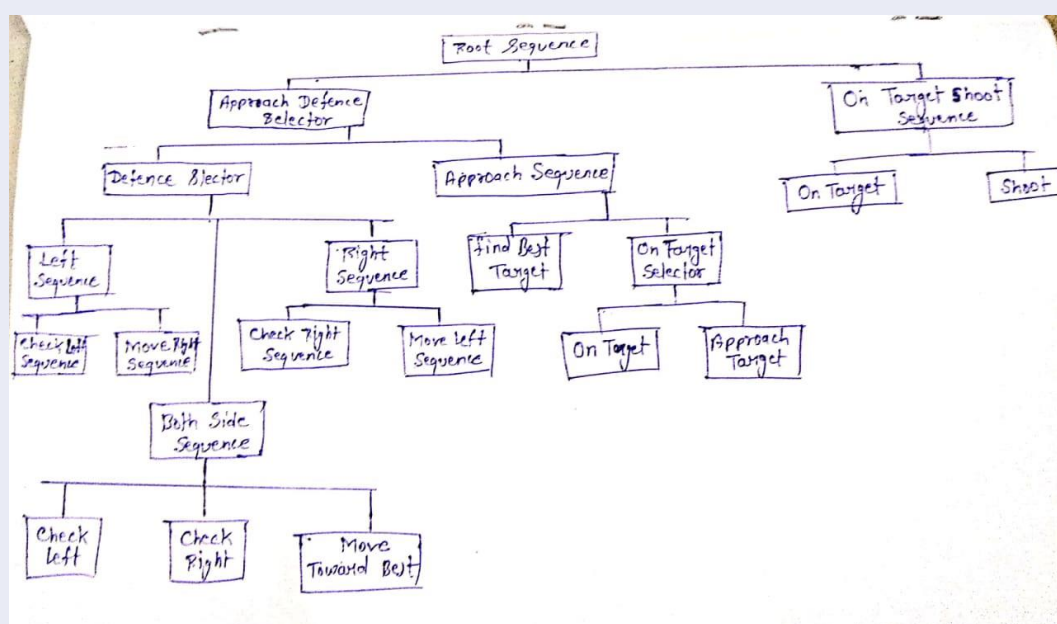 Root Sequence
Approach Defence
Selector
On Target Shoot
Sequence
Defence Slector
Approach Sequence
On Target
Shoot
Left
Sequence
Right
Sequence
find Best
Target
On Target
Selector
Check Left
Sequence
Move Right
Sequence
Check Right
Sequence
Move Left
Sequence
On Target
Approach
Target
Both Side
Sequence
Check
Left
Check
Right
Move
Toward Best